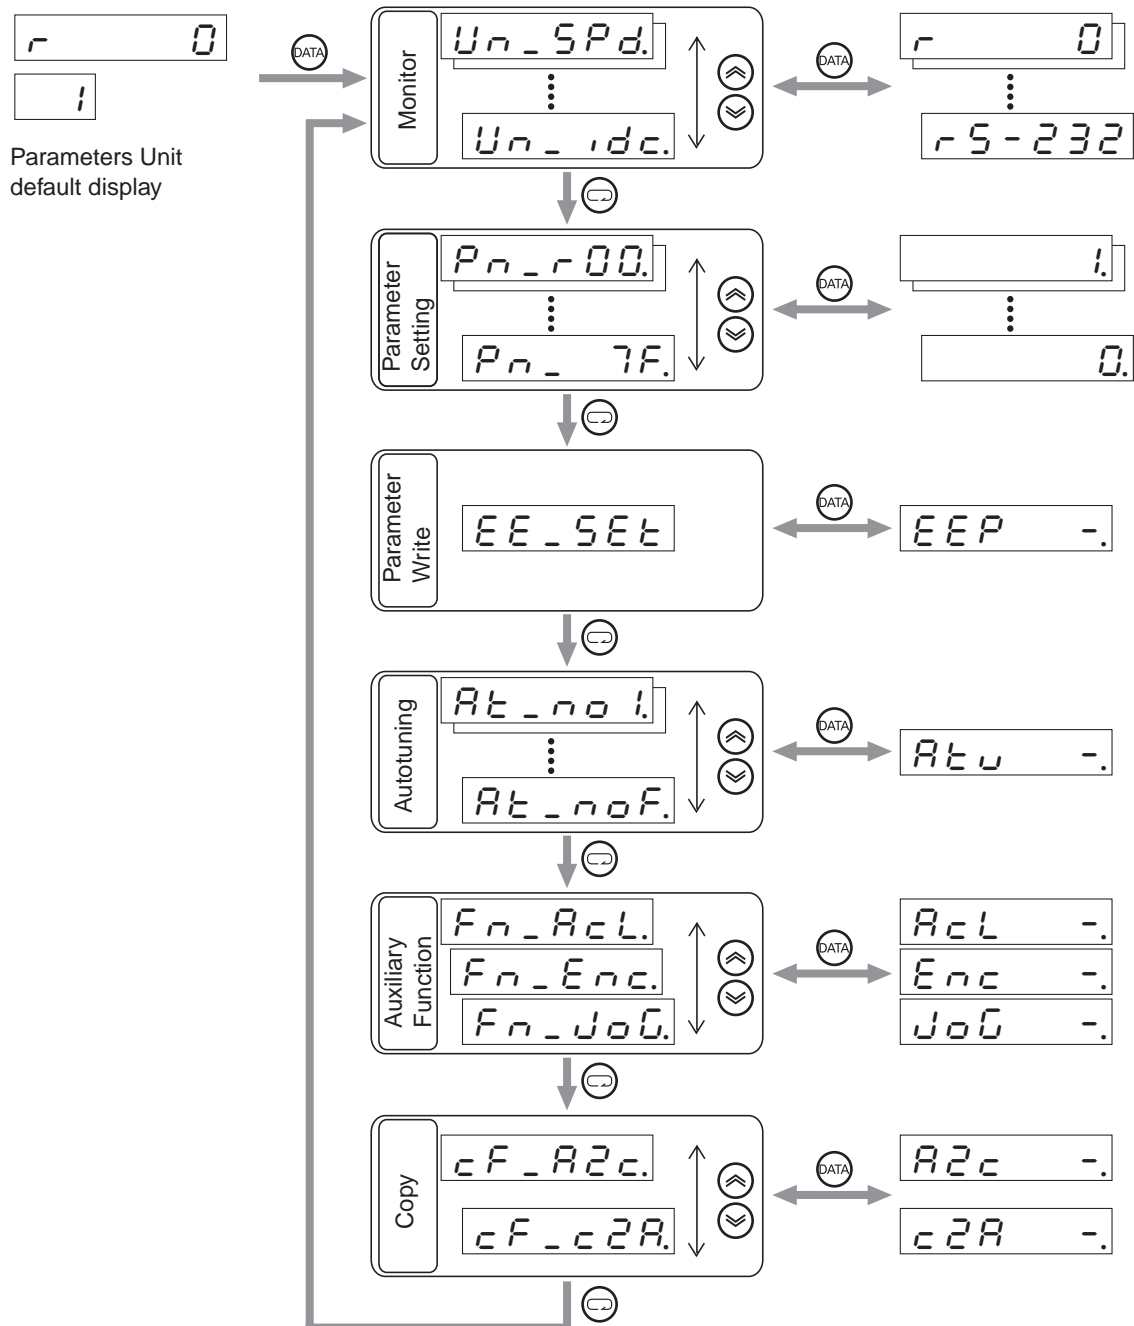 r 0
1
Parameters Unit
default display
DATA
Monitor
Un_SPd.
Un_idc.
DATA
r 0
rS-232
Parameter
Setting
Pn_r00.
Pn_ 7F.
DATA
1.
0.
Parameter
Write
EE_SEt
DATA
EEP -.
Autotuning
At_no1.
At_noF.
DATA
Atu -.
Auxiliary
Function
Fn_AcL.
Fn_Enc.
Fn_JoG.
DATA
AcL -.
Enc -.
JoG -.
Copy
cF_A2c.
cF_c2A.
DATA
A2c -.
c2A -.